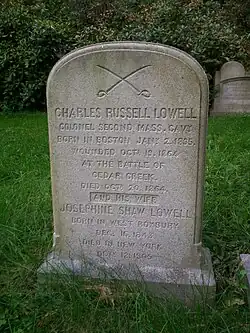 CHARLES RUSSELL LOWELL
COLONEL SECOND MASS. CAVY.
BORN IN BOSTON JAN. 2. 1835.
WOUNDED OCT. 19. 1864
AT THE BATTLE OF
CEDAR CREEK.
DIED OCT. 20. 1864.
AND HIS WIFE
JOSEPHINE SHAW LOWELL
BORN IN WEST ROXBURY
DEC. 16. 1843
DIED IN NEW YORK
OCT. 12. 1905